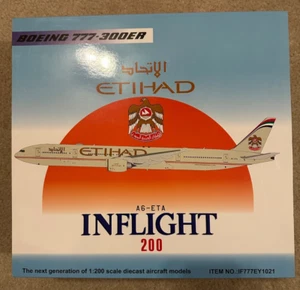 BOEING 777-300ER
الإتحاد
ETIHAD
ETIHAD
A6-ETA
INFLIGHT
200
The next generation of 1:200 scale diecast aircraft models
ITEM NO. IF777EY1021